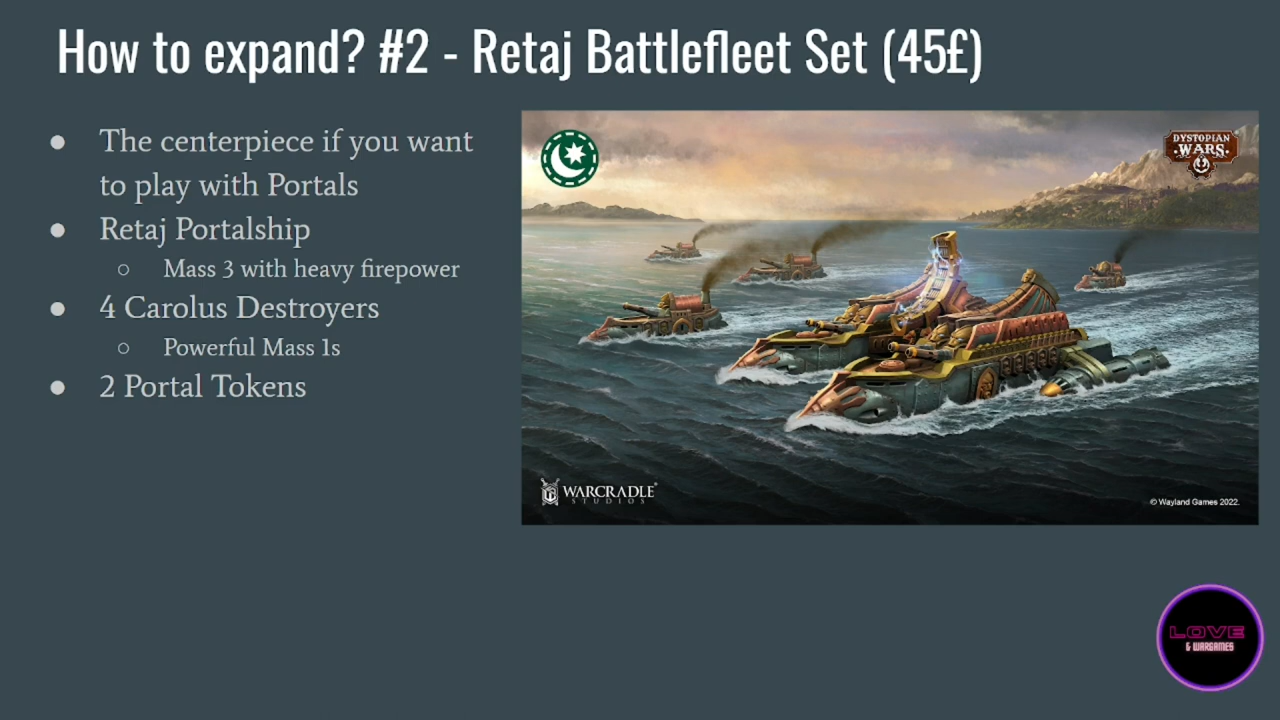 How to expand? #2 - Retaj Battlefleet Set (45£)
● The centerpiece if you want
to play with Portals
● Retaj Portalship
○ Mass 3 with heavy firepower
● 4 Carolus Destroyers
○ Powerful Mass 1s
● 2 Portal Tokens
DYSTOPIAN
WARS
WARCRADLE
STUDIOS
© Wayland Games 2022.
LOVE
& WARGAMES